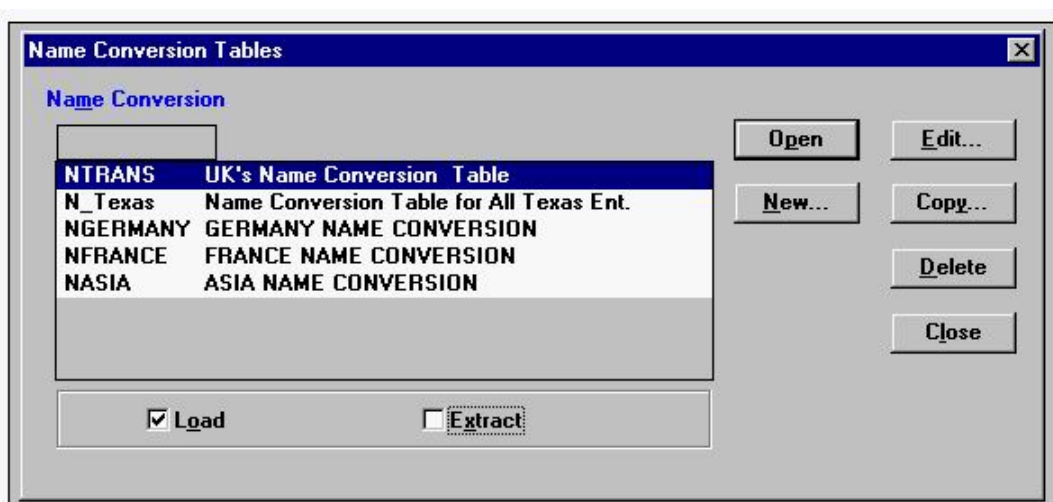 Name Conversion Tables
Name Conversion
NTRANS UK's Name Conversion Table
N_Texas Name Conversion Table for All Texas Ent.
NGERMANY GERMANY NAME CONVERSION
NFRANCE FRANCE NAME CONVERSION
NASIA ASIA NAME CONVERSION
Open Edit...
New... Copy...
Delete
Close
Load Extract